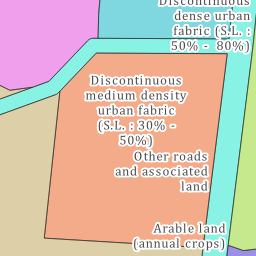 Discontinuous
dense urban
fabric (S.L. :
50% - 80%)
Discontinuous
medium density
urban fabric
(S.L. : 30% -
50%)
Other roads
and associated
land
Arable land
(annual crops)